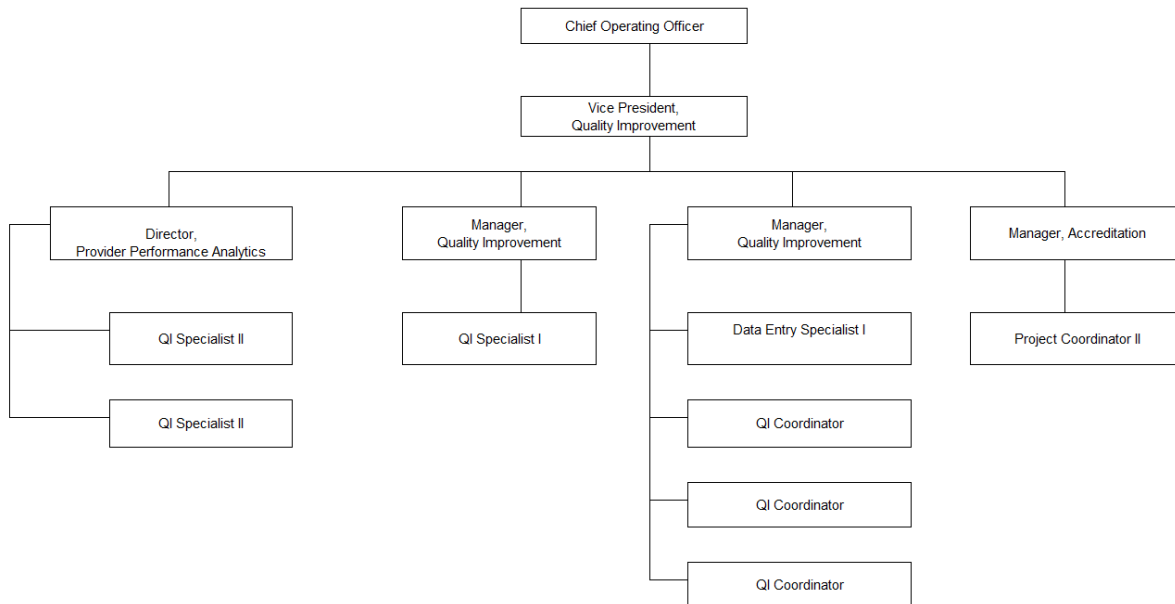 Chief Operating Officer
Vice President,
Quality Improvement
Director,
Provider Performance Analytics
Manager,
Quality Improvement
Manager,
Quality Improvement
Manager, Accreditation
QI Specialist II
QI Specialist I
Data Entry Specialist I
Project Coordinator II
QI Specialist II
QI Coordinator
QI Coordinator
QI Coordinator